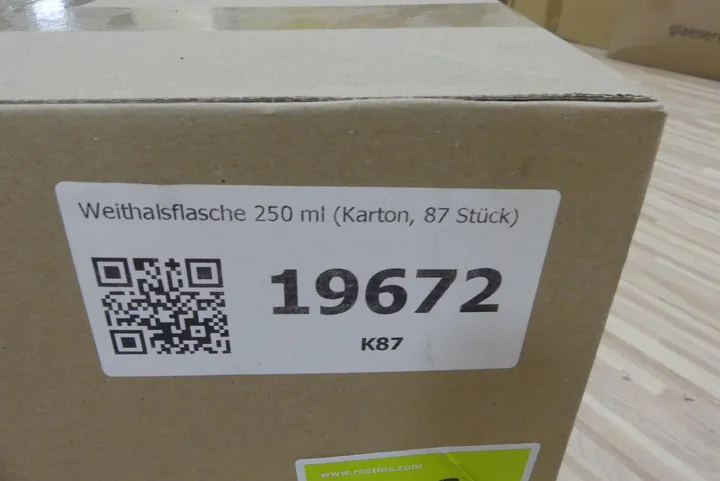 Weithalsflasche 250 ml (Karton, 87 Stück)
19672
K87
www.restlos.com